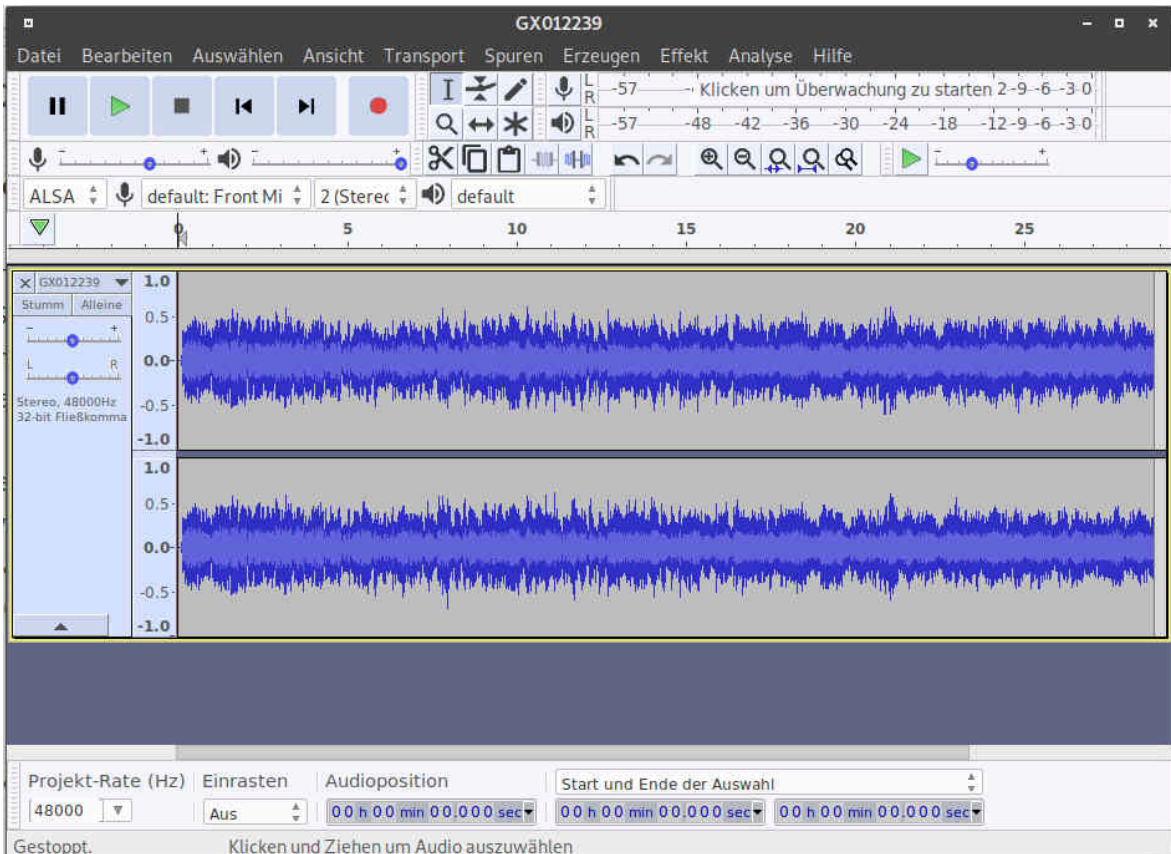 GX012239
Datei Bearbeiten Auswählen Ansicht Transport Spuren Erzeugen Effekt Analyse Hilfe
L
R
-57 Klicken um Überwachung zu starten 2 -9 -6 -3 0
L
R
-57 -48 -42 -36 -30 -24 -18 -12 -9 -6 -3 0
- + - +
- +
ALSA default: Front Mi 2 (Sterec default
0 5 10 15 20 25
GX012239
Stumm Alleine
- +
L R
Stereo, 48000Hz
32-bit Fließkomma
1.0
0.5
0.0
-0.5
-1.0
1.0
0.5
0.0
-0.5
-1.0
Projekt-Rate (Hz) Einrasten Audioposition Start und Ende der Auswahl
48000 Aus 00 h 00 min 00.000 sec 00 h 00 min 00.000 sec 00 h 00 min 00.000 sec
Gestoppt. Klicken und Ziehen um Audio auszuwählen